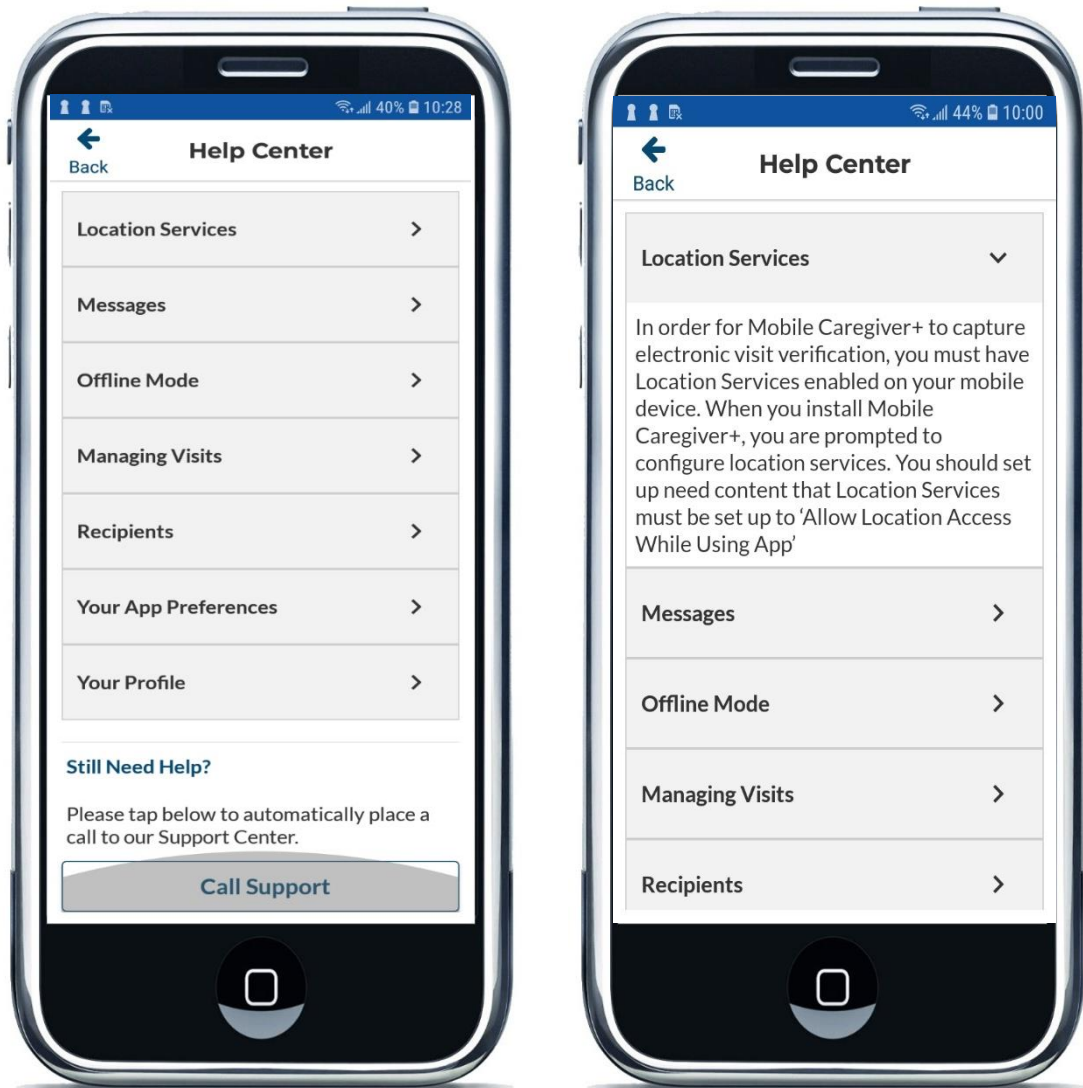 40% 10:28
Back
Help Center
Location Services
Messages
Offline Mode
Managing Visits
Recipients
Your App Preferences
Your Profile
Still Need Help?
Please tap below to automatically place a
call to our Support Center.
Call Support
44% 10:00
Back
Help Center
Location Services
In order for Mobile Caregiver+ to capture
electronic visit verification, you must have
Location Services enabled on your mobile
device. When you install Mobile
Caregiver+, you are prompted to
configure location services. You should set
up need content that Location Services
must be set up to ‘Allow Location Access
While Using App’
Messages
Offline Mode
Managing Visits
Recipients